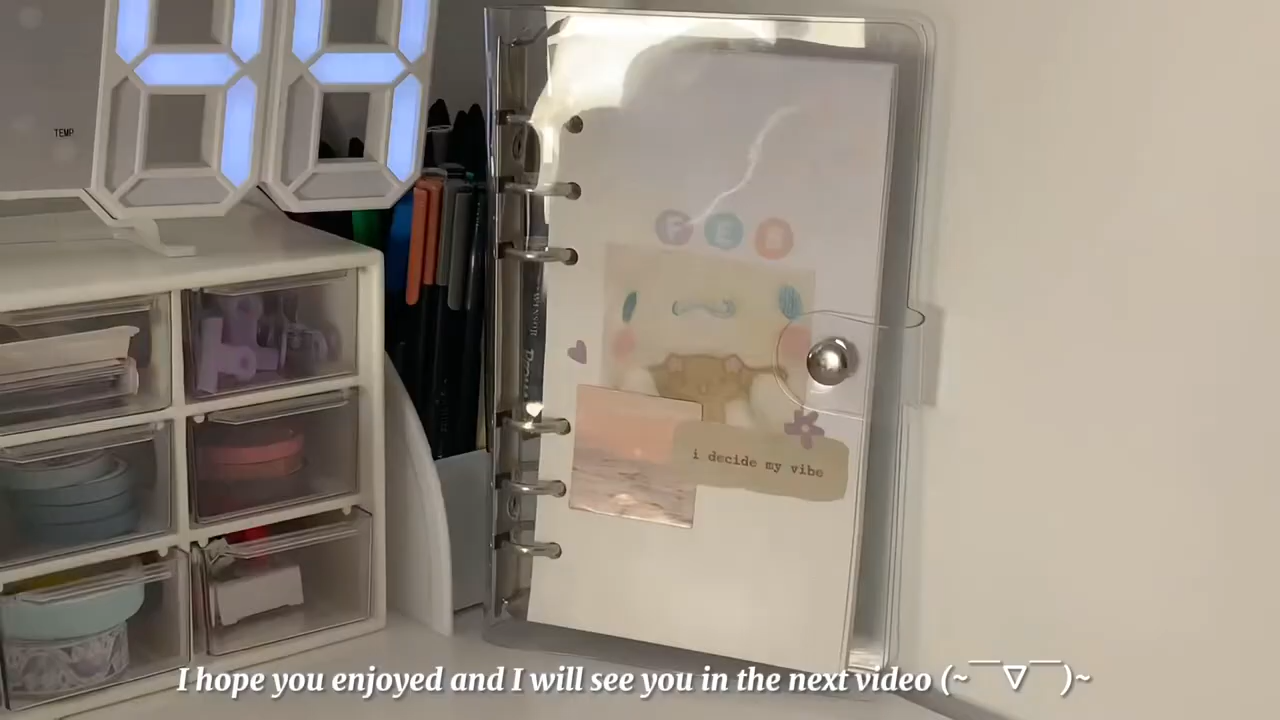 TEMP
FEB
i decide my vibe
I hope you enjoyed and I will see you in the next video (~￣▽￣)~